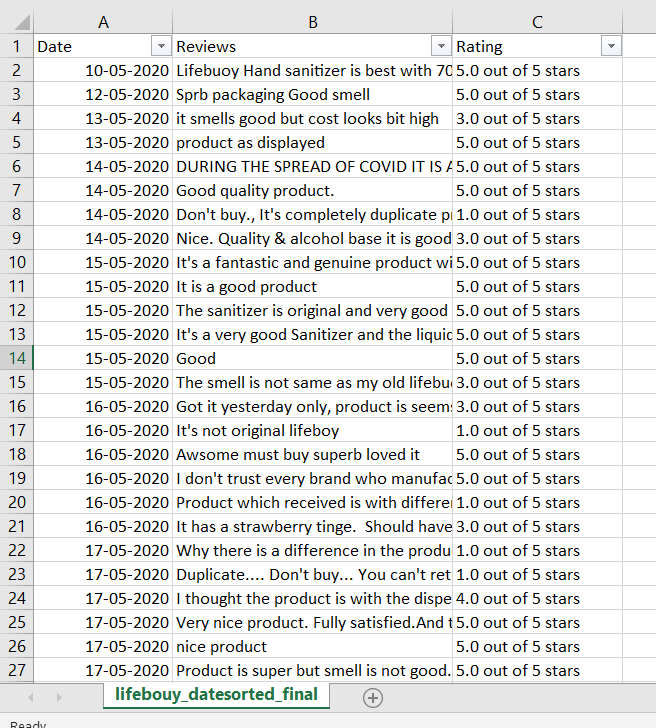 A B C
1 Date Reviews Rating
2 10-05-2020 Lifebuoy Hand sanitizer is best with 70 5.0 out of 5 stars
3 12-05-2020 Sprb packaging Good smell 5.0 out of 5 stars
4 13-05-2020 it smells good but cost looks bit high 3.0 out of 5 stars
5 13-05-2020 product as displayed 5.0 out of 5 stars
6 14-05-2020 DURING THE SPREAD OF COVID IT IS A 5.0 out of 5 stars
7 14-05-2020 Good quality product. 5.0 out of 5 stars
8 14-05-2020 Don't buy., It's completely duplicate p 1.0 out of 5 stars
9 14-05-2020 Nice. Quality & alcohol base it is good 3.0 out of 5 stars
10 15-05-2020 It's a fantastic and genuine product wi 5.0 out of 5 stars
11 15-05-2020 It is a good product 5.0 out of 5 stars
12 15-05-2020 The sanitizer is original and very good 5.0 out of 5 stars
13 15-05-2020 It's a very good Sanitizer and the liquid 5.0 out of 5 stars
14 15-05-2020 Good 5.0 out of 5 stars
15 15-05-2020 The smell is not same as my old lifebu 3.0 out of 5 stars
16 16-05-2020 Got it yesterday only, product is seem 3.0 out of 5 stars
17 16-05-2020 It's not original lifeboy 1.0 out of 5 stars
18 16-05-2020 Awsome must buy superb loved it 5.0 out of 5 stars
19 16-05-2020 I don't trust every brand who manufac 5.0 out of 5 stars
20 16-05-2020 Product which received is with differe 1.0 out of 5 stars
21 16-05-2020 It has a strawberry tinge.  Should have 3.0 out of 5 stars
22 17-05-2020 Why there is a difference in the produ 1.0 out of 5 stars
23 17-05-2020 Duplicate.... Don't buy... You can't ret 1.0 out of 5 stars
24 17-05-2020 I thought the product is with the dispe 4.0 out of 5 stars
25 17-05-2020 Very nice product. Fully satisfied.And t 5.0 out of 5 stars
26 17-05-2020 nice product 5.0 out of 5 stars
27 17-05-2020 Product is super but smell is not good. 5.0 out of 5 stars
lifebouy_datesorted_final
Ready